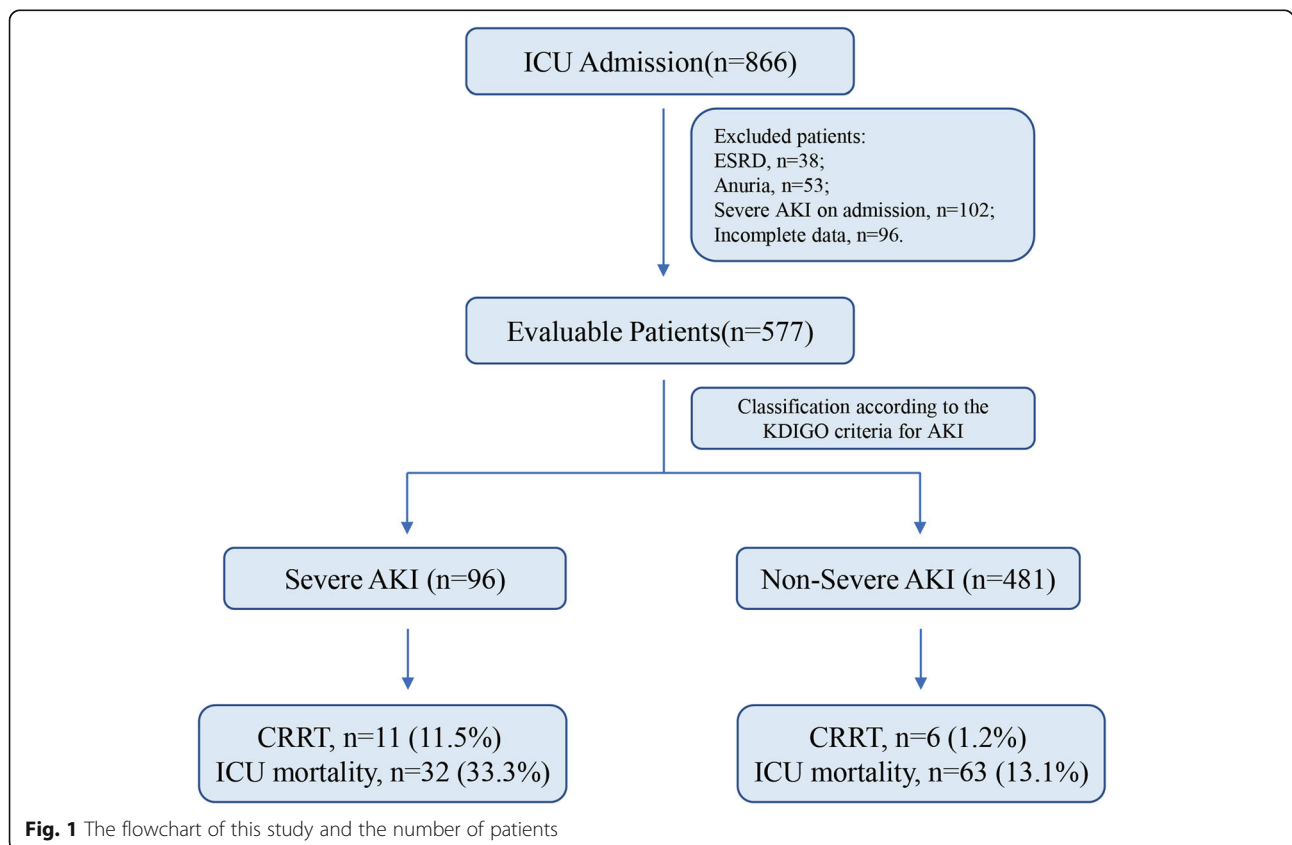 ICU Admission(n=866)
Excluded patients:
ESRD, n=38;
Anuria, n=53;
Severe AKI on admission, n=102;
Incomplete data, n=96.
Evaluable Patients(n=577)
Classification according to the
KDIGO criteria for AKI
Severe AKI (n=96)
Non-Severe AKI (n=481)
CRRT, n=11 (11.5%)
ICU mortality, n=32 (33.3%)
CRRT, n=6 (1.2%)
ICU mortality, n=63 (13.1%)
Fig. 1 The flowchart of this study and the number of patients